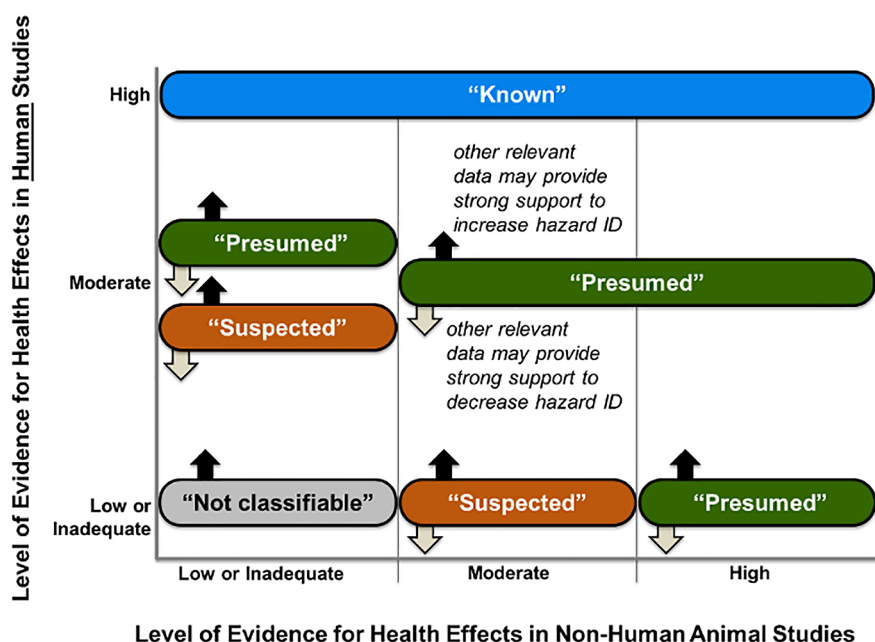 Level of Evidence for Health Effects in Human Studies
High
“Known”
other relevant
data may provide
strong support to
increase hazard ID
“Presumed”
Moderate
“Presumed”
“Suspected”
other relevant
data may provide
strong support to
decrease hazard ID
Low or
Inadequate
“Not classifiable”
“Suspected”
“Presumed”
Low or Inadequate
Moderate
High
Level of Evidence for Health Effects in Non-Human Animal Studies